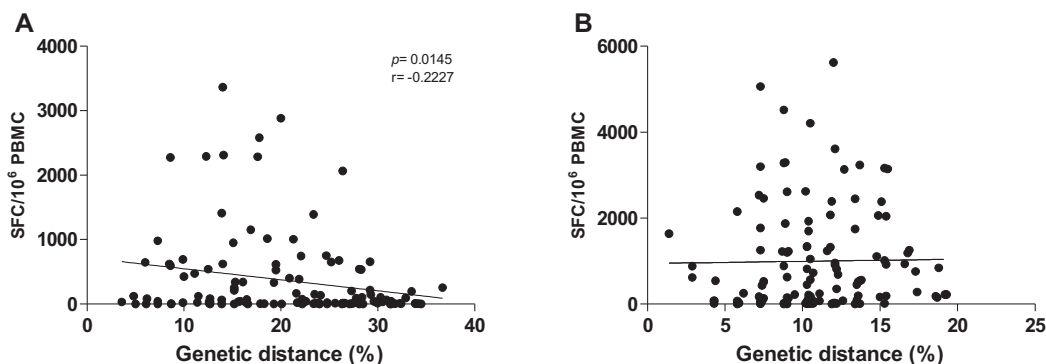 A
SFC/10⁶ PBMC
4000
3000
2000
1000
0
p= 0.0145
r= -0.2227
0 10 20 30 40
Genetic distance (%)
B
SFC/10⁶ PBMC
6000
4000
2000
0
0 5 10 15 20 25
Genetic distance (%)